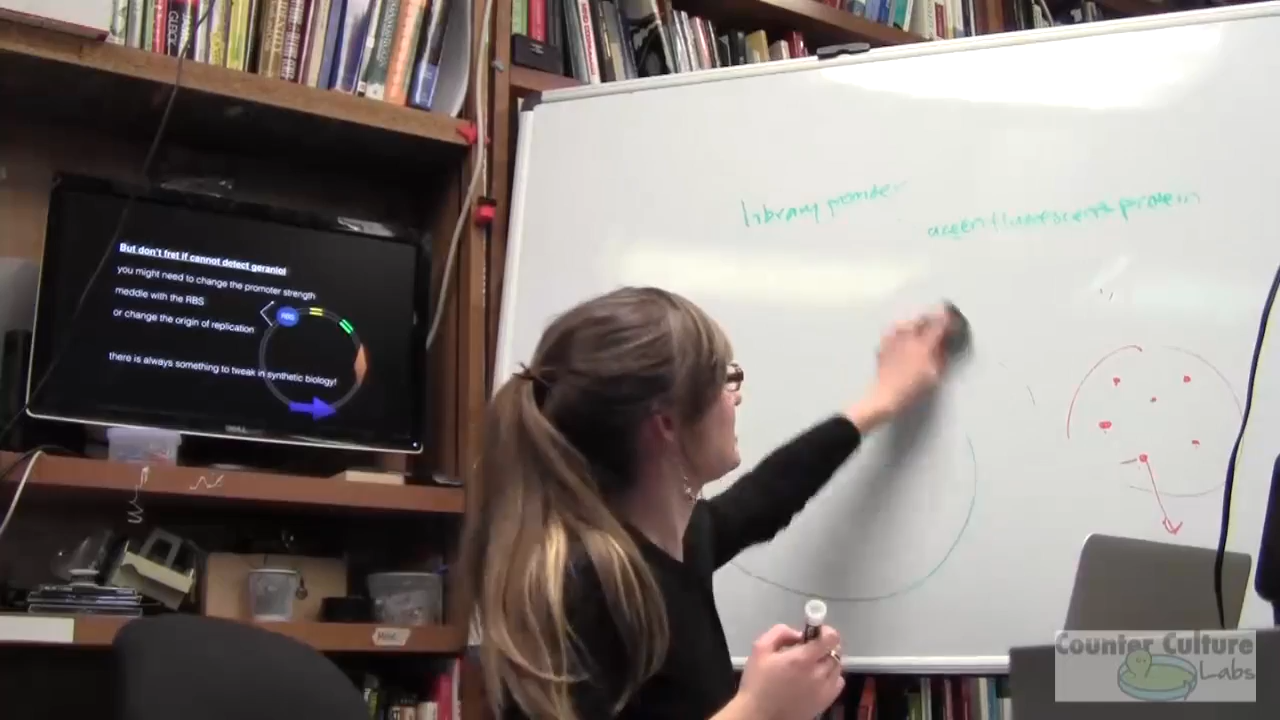 But don't fret if cannot detect geraniol
you might need to change the promoter strength
meddle with the RBS
or change the origin of replication
RBS
there is always something to tweak in synthetic biology!
DELL
library promoter
green fluorescent protein
Counter Culture
Labs